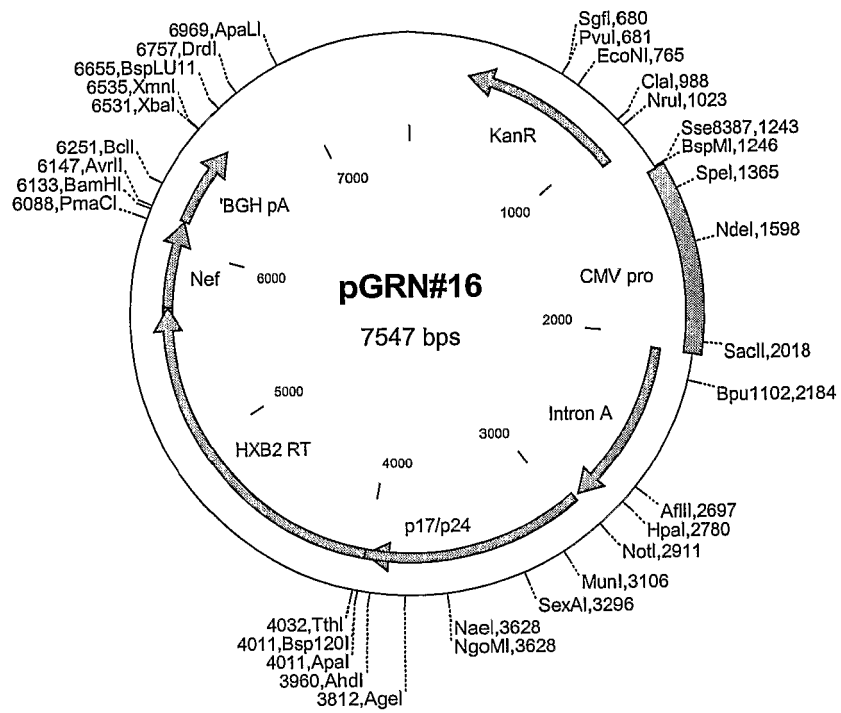 6969,ApaLI
6757,DrdI
6655,BspLU11
6535,XmnI
6531,XbaI
6251,BclI
6147,AvrII
6133,BamHI
6088,PmaCI
SgfI,680
PvuI,681
EcoNI,765
ClaI,988
NruI,1023
Sse8387,1243
BspMI,1246
SpeI,1365
NdeI,1598
SacII,2018
Bpu1102,2184
AflII,2697
HpaI,2780
NotI,2911
MunI,3106
SexAI,3296
NaeI,3628
NgoMI,3628
4032,TthI
4011,Bsp120I
4011,ApaI
3960,AhdI
3812,AgeI
KanR
7000
1000
'BGH pA
Nef
6000
pGRN#16
7547 bps
CMV pro
2000
5000
Intron A
HXB2 RT
4000
3000
p17/p24